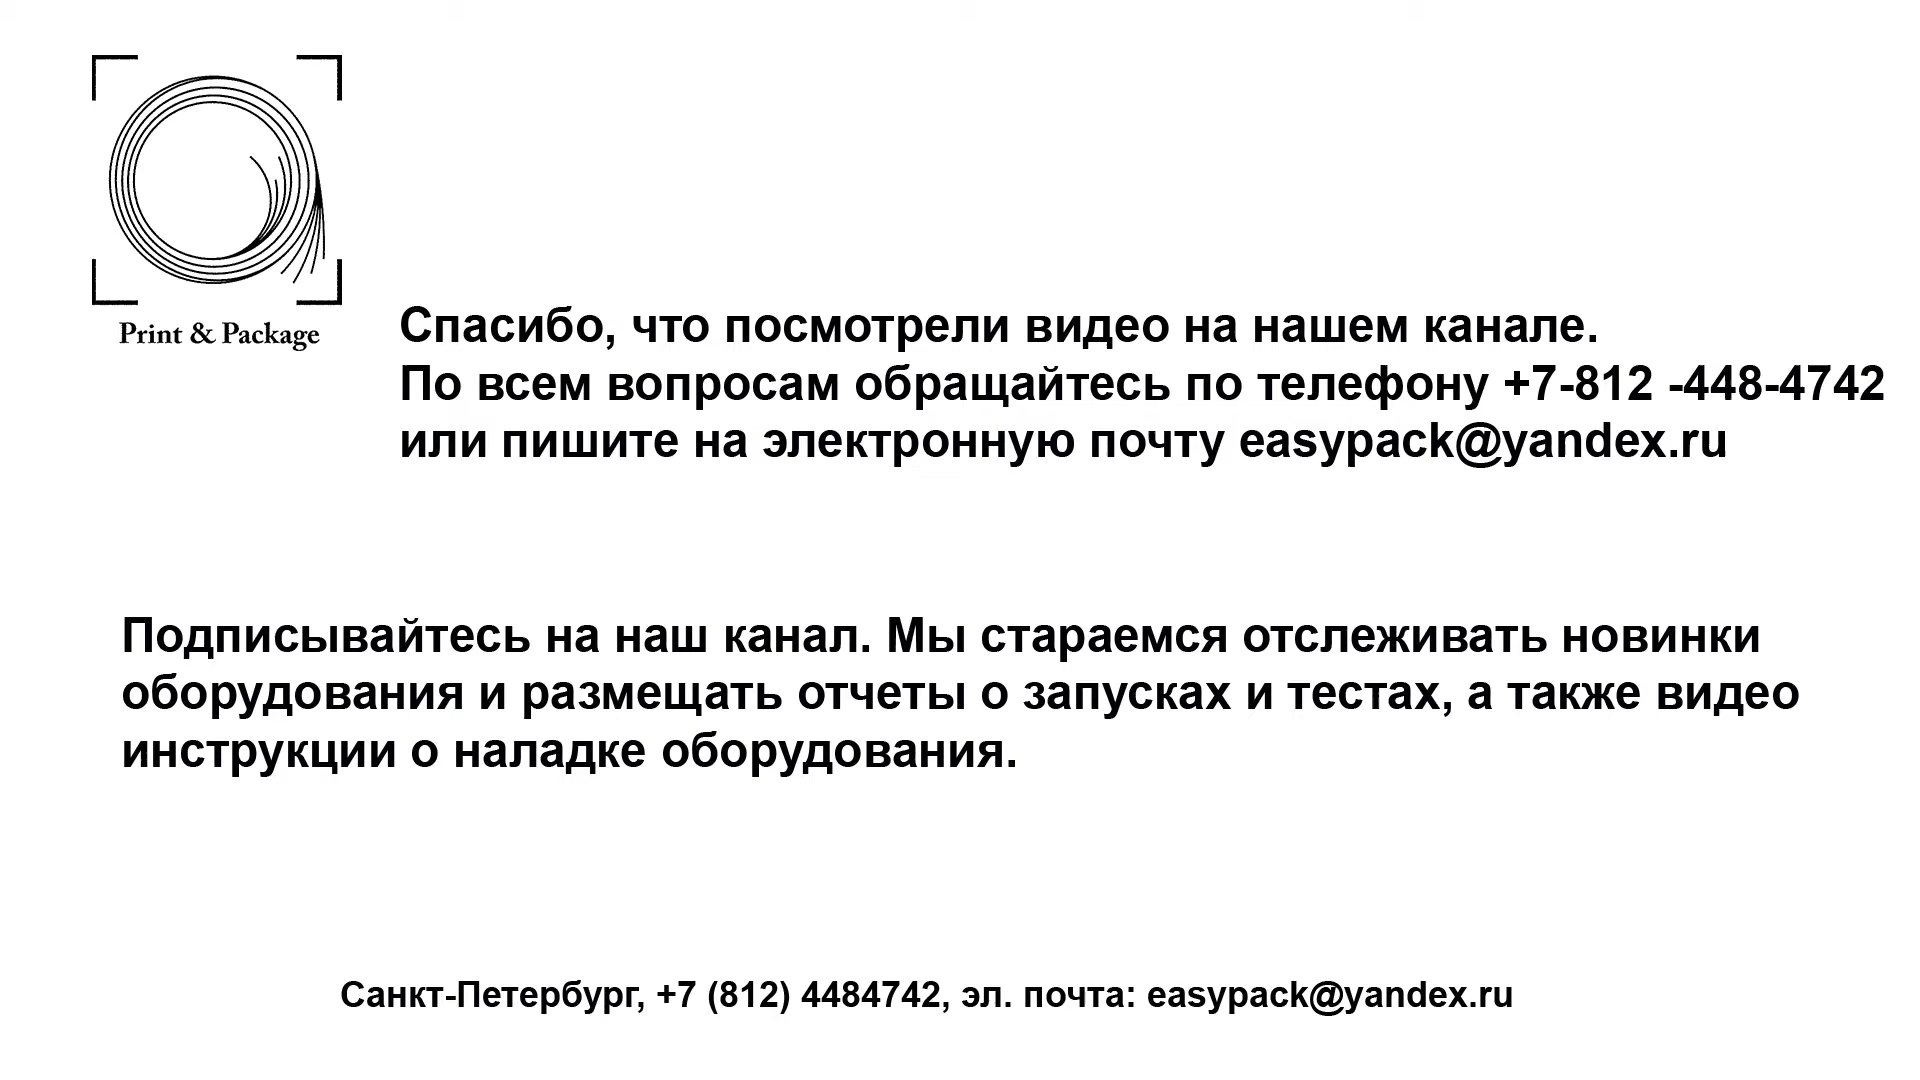 Print & Package
Спасибо, что посмотрели видео на нашем канале.
По всем вопросам обращайтесь по телефону +7-812 -448-4742
или пишите на электронную почту easypack@yandex.ru
Подписывайтесь на наш канал. Мы стараемся отслеживать новинки
оборудования и размещать отчеты о запусках и тестах, а также видео
инструкции о наладке оборудования.
Санкт-Петербург, +7 (812) 4484742, эл. почта: easypack@yandex.ru